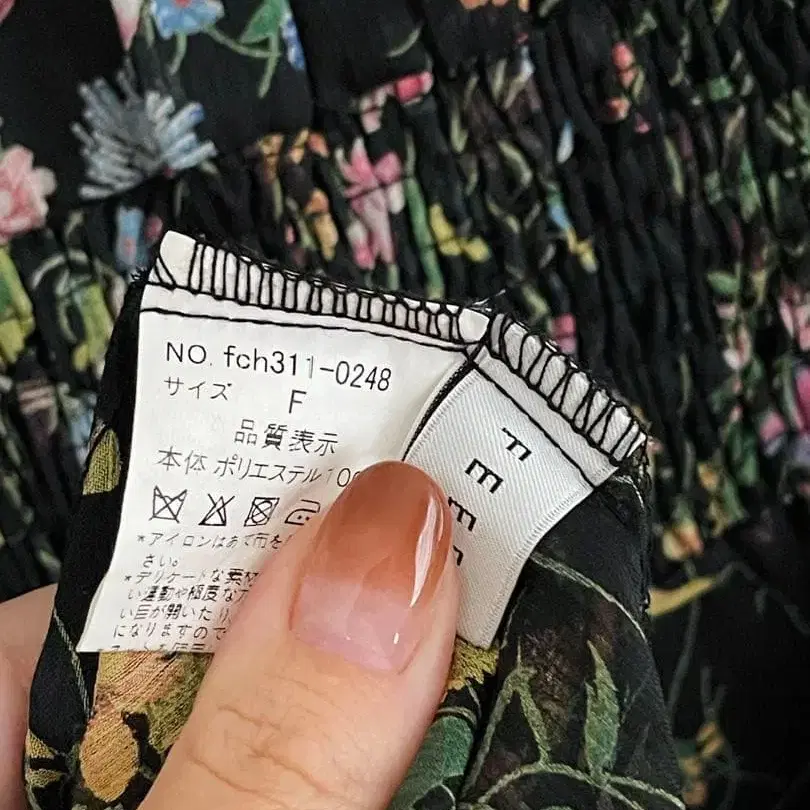 NO. fch311-0248
サイズ F
品質表示
本体 ポリエステル10
*アイロンはあて布を
さい。
*デリケートな素材
い運動や極度な
い目が開いたり
になりますので
F
E
E